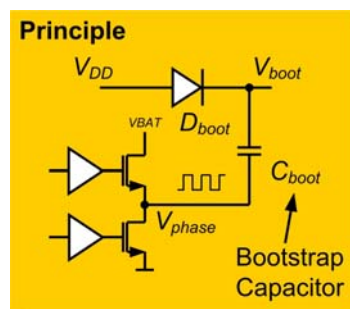 Principle
VDD
Vboot
Dboot
VBAT
Cboot
Vphase
Bootstrap
Capacitor